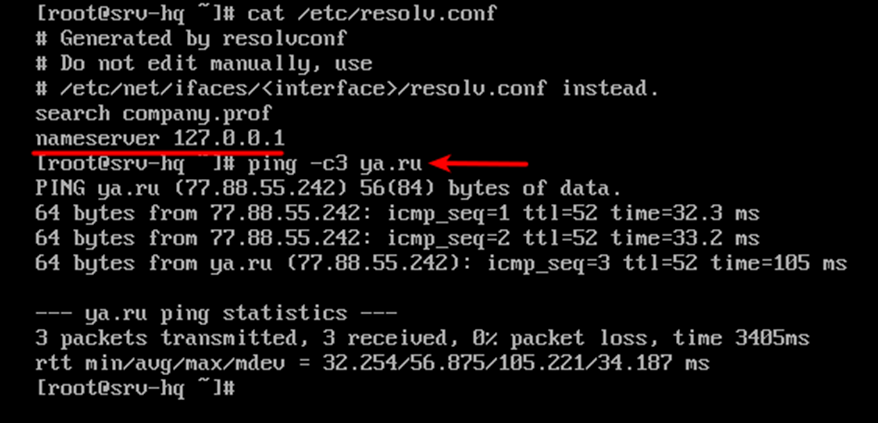 [root@srv-hq ~]# cat /etc/resolv.conf
# Generated by resolvconf
# Do not edit manually, use
# /etc/net/ifaces/<interface>/resolv.conf instead.
search company.prof
nameserver 127.0.0.1
[root@srv-hq ~]# ping -c3 ya.ru
PING ya.ru (77.88.55.242) 56(84) bytes of data.
64 bytes from 77.88.55.242: icmp_seq=1 ttl=52 time=32.3 ms
64 bytes from 77.88.55.242: icmp_seq=2 ttl=52 time=33.2 ms
64 bytes from ya.ru (77.88.55.242): icmp_seq=3 ttl=52 time=105 ms
--- ya.ru ping statistics ---
3 packets transmitted, 3 received, 0% packet loss, time 3405ms
rtt min/avg/max/mdev = 32.254/56.875/105.221/34.187 ms
[root@srv-hq ~]#